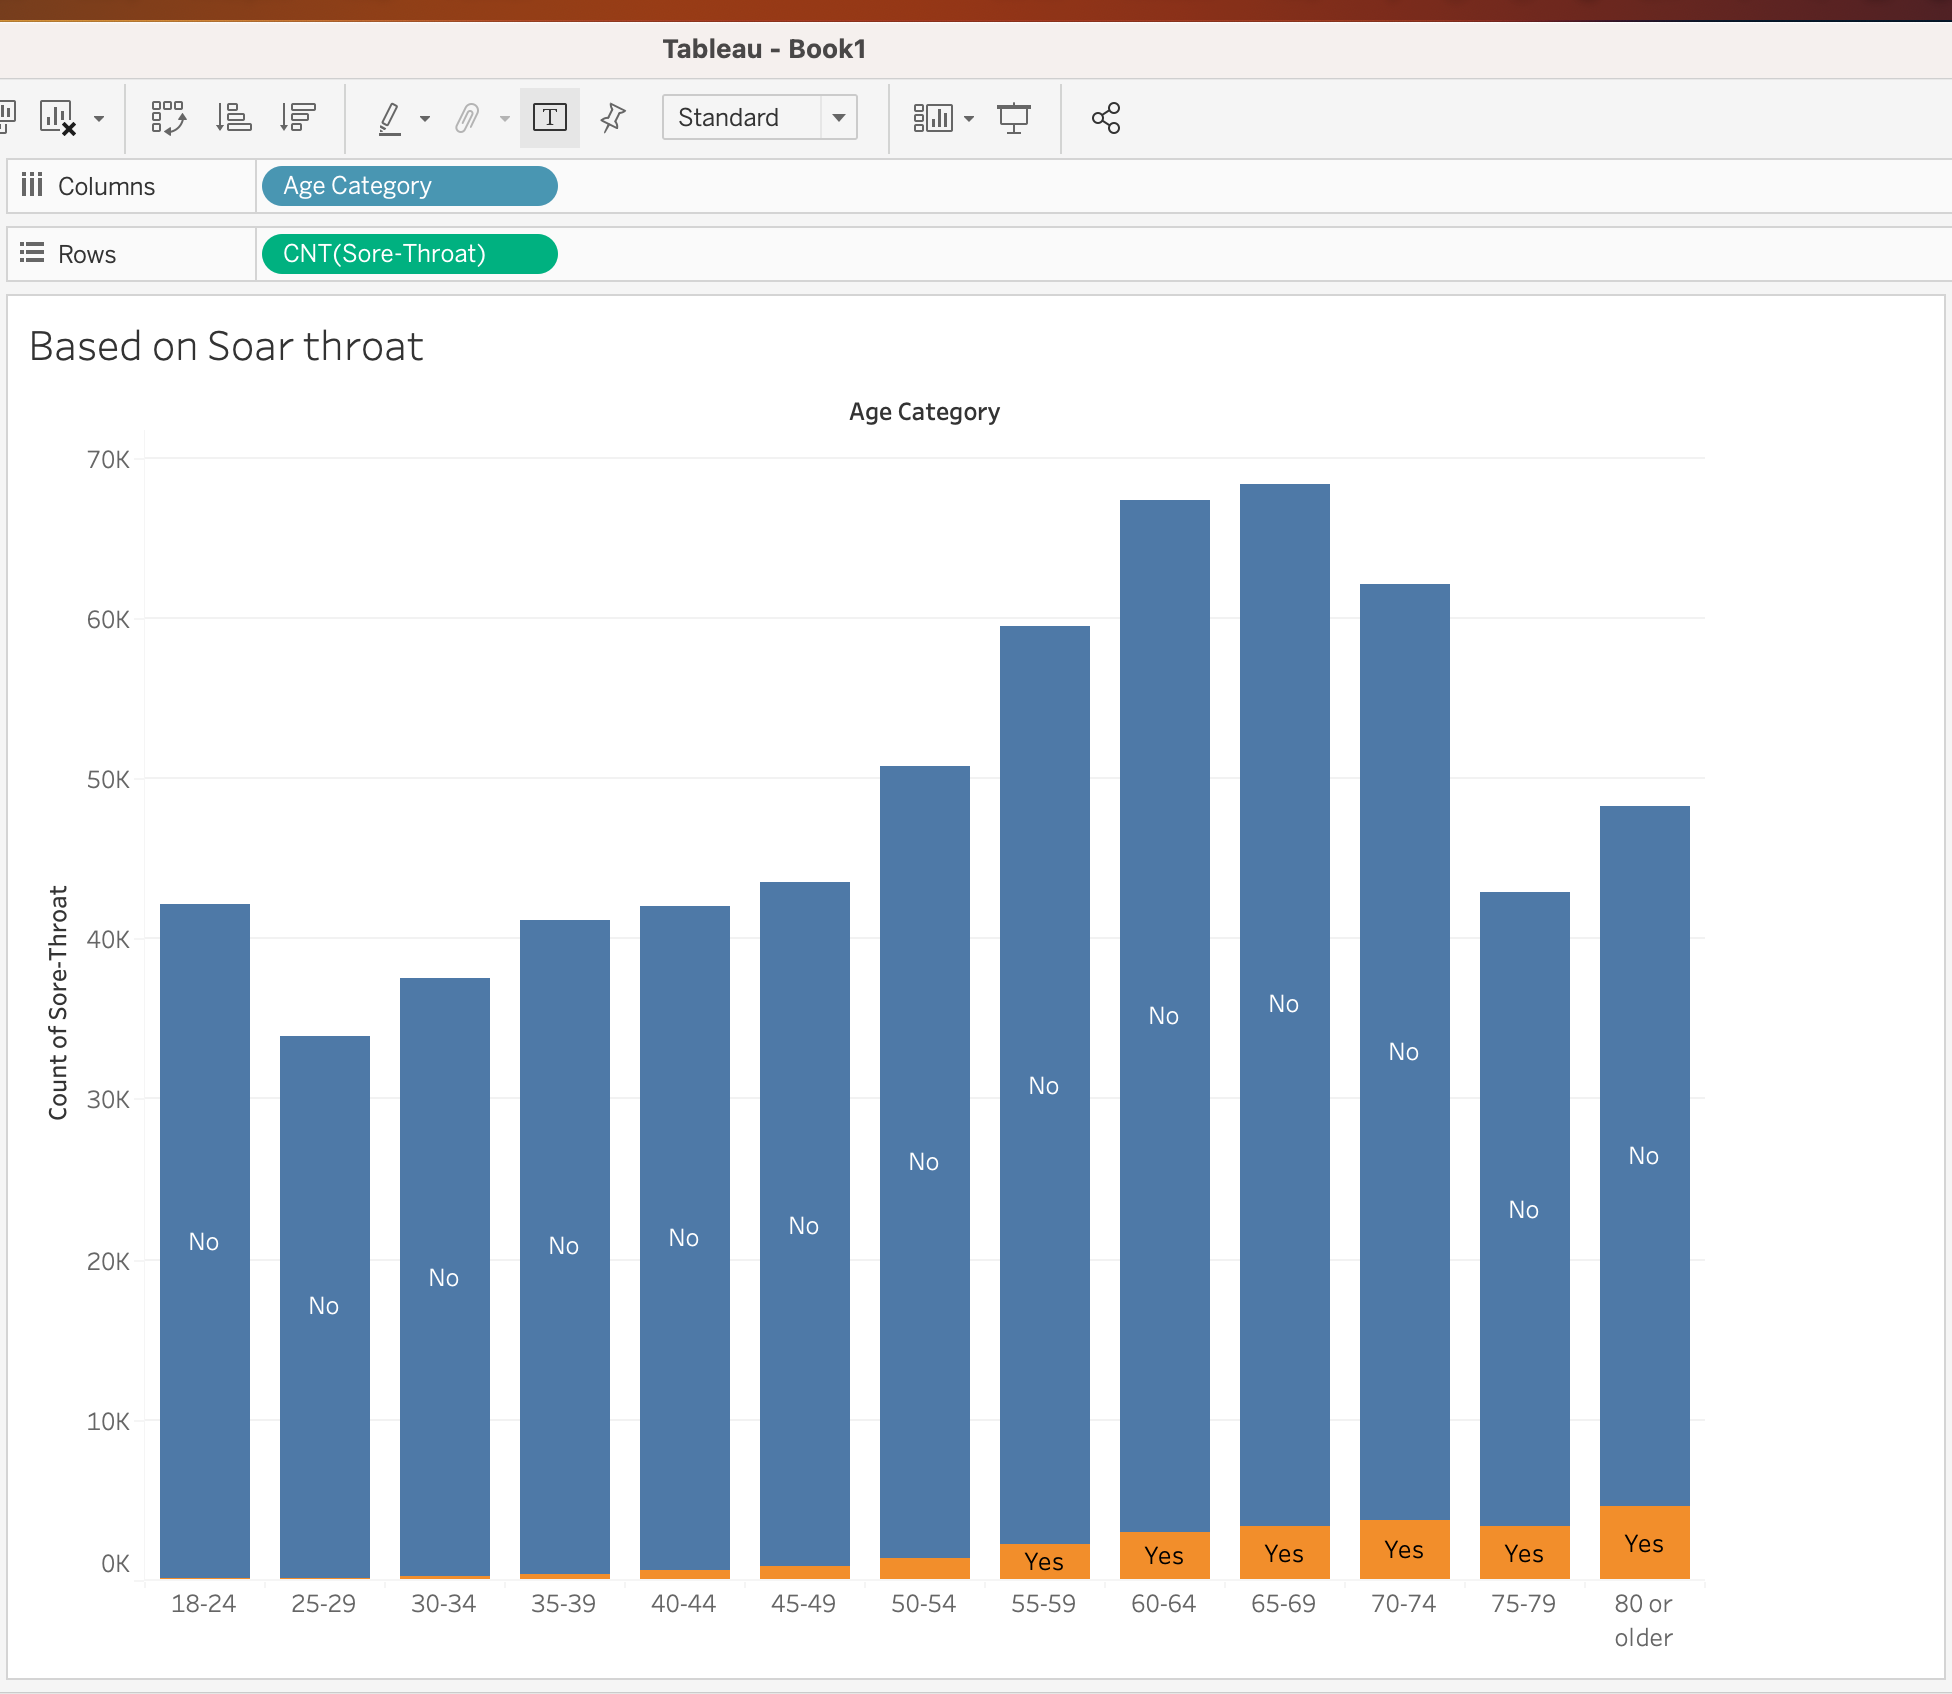 Tableau - Book1
Standard
Columns
Age Category
Rows
CNT(Sore-Throat)
Based on Soar throat
Age Category
Count of Sore-Throat
70K
60K
50K
40K
30K
20K
10K
0K
No
No
No
No
No
No
No
No
No
No
No
No
No
Yes
Yes
Yes
Yes
Yes
Yes
18-24
25-29
30-34
35-39
40-44
45-49
50-54
55-59
60-64
65-69
70-74
75-79
80 or
older